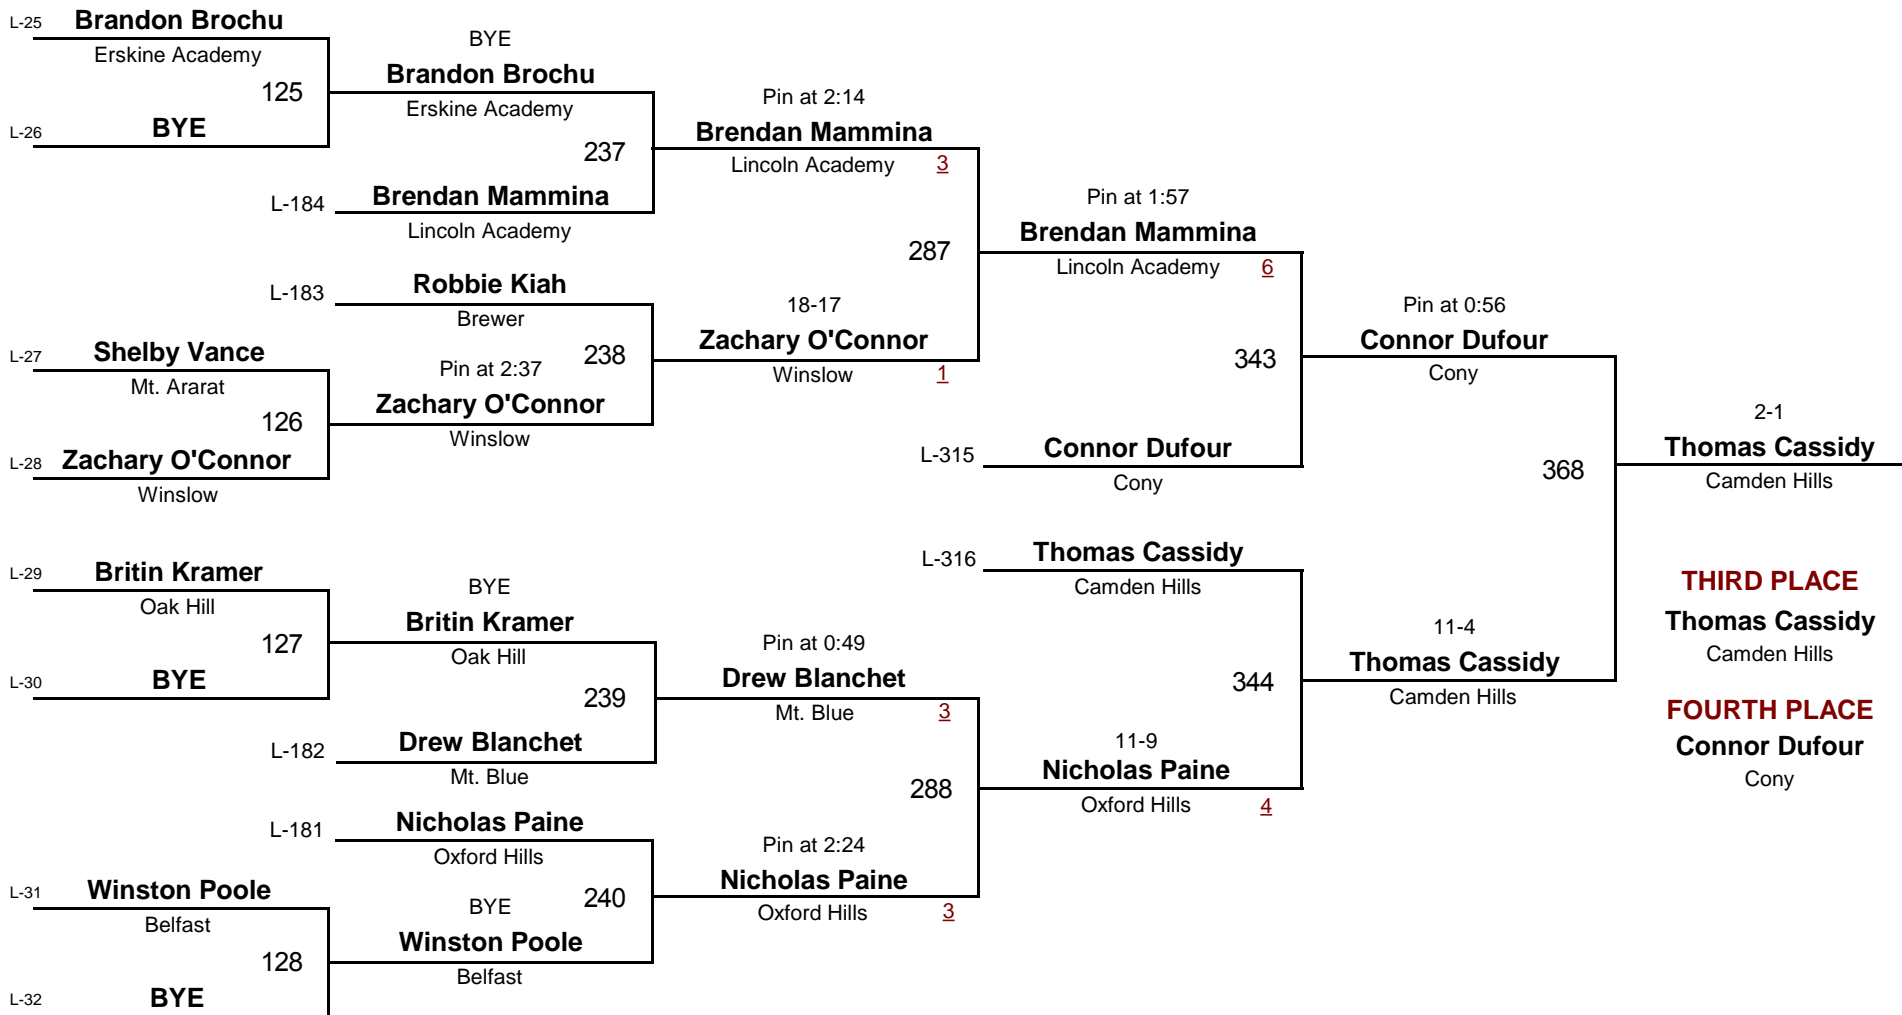 L-25 Brandon Brochu
Erskine Academy
125
L-26 BYE
BYE
Brandon Brochu
Erskine Academy
237
L-184 Brendan Mammina
Lincoln Academy
Pin at 2:14
Brendan Mammina
Lincoln Academy 3
L-183 Robbie Kiah
Brewer
L-27 Shelby Vance
Mt. Ararat
126
L-28 Zachary O'Connor
Winslow
Pin at 2:37
Zachary O'Connor
Winslow
238
18-17
Zachary O'Connor
Winslow 1
287
Pin at 1:57
Brendan Mammina
Lincoln Academy 6
343
L-315 Connor Dufour
Cony
Pin at 0:56
Connor Dufour
Cony
368
2-1
Thomas Cassidy
Camden Hills
L-29 Britin Kramer
Oak Hill
127
L-30 BYE
BYE
Britin Kramer
Oak Hill
239
L-182 Drew Blanchet
Mt. Blue
Pin at 0:49
Drew Blanchet
Mt. Blue 3
288
L-181 Nicholas Paine
Oxford Hills
240
L-31 Winston Poole
Belfast
128
L-32 BYE
BYE
Winston Poole
Belfast
Pin at 2:24
Nicholas Paine
Oxford Hills 3
L-316 Thomas Cassidy
Camden Hills
344
11-9
Nicholas Paine
Oxford Hills 4
11-4
Thomas Cassidy
Camden Hills
THIRD PLACE
Thomas Cassidy
Camden Hills
FOURTH PLACE
Connor Dufour
Cony